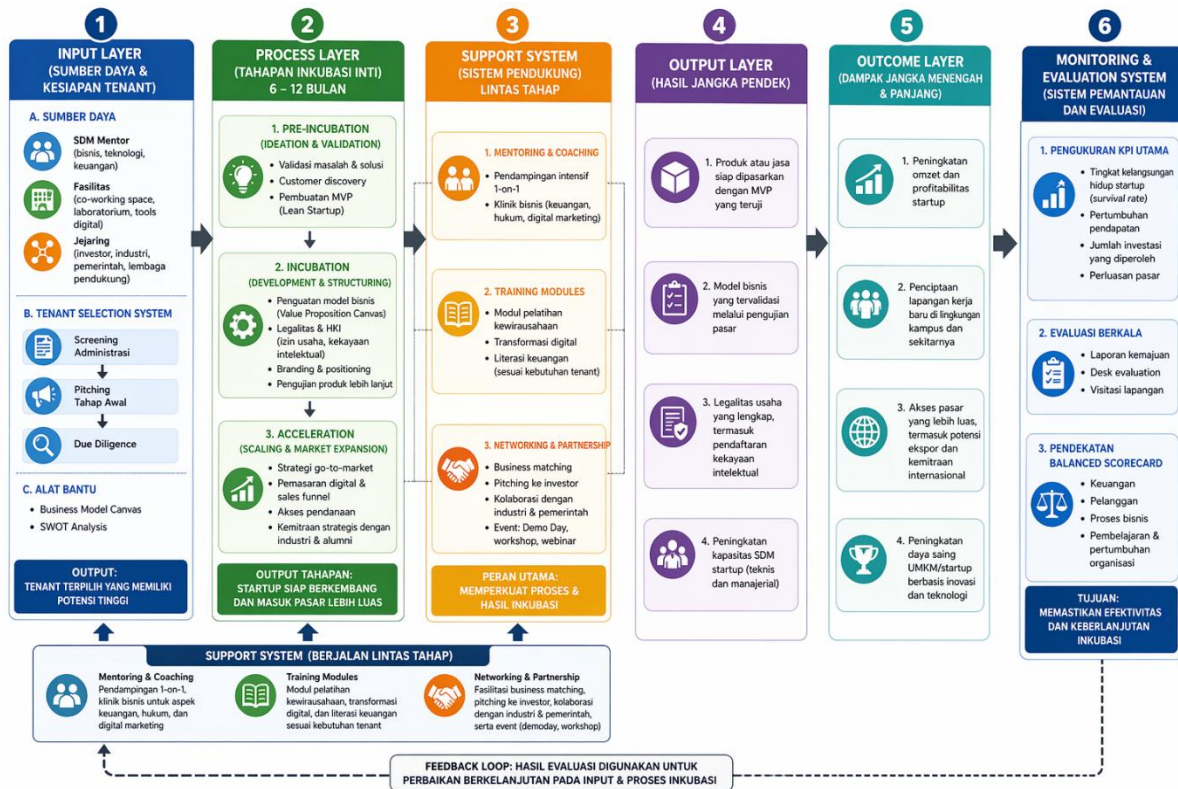 1
INPUT LAYER
(SUMBER DAYA &
KESIAPAN TENANT)
A. SUMBER DAYA
SDM Mentor
(bisnis, teknologi,
keuangan)
Fasilitas
(co-working space,
laboratorium, tools
digital)
Jejaring
(investor, industri,
pemerintah, lembaga
penduktung)
B. TENANT SELECTION SYSTEM
Screening
Administrasi
Pitching
Tahap Awal
Due Diligence
C. ALAT BANTU
• Business Model Canvas
• SWOT Analysis
OUTPUT:
TENANT TERPILIH YANG MEMILIKI
POTENSI TINGGI
2
PROCESS LAYER
(TAHAPAN INKUBASI INTI)
6 – 12 BULAN
1. PRE-INCUBATION
(IDEATION & VALIDATION)
• Validasi masalah & solusi
• Customer discovery
• Pembuatan MVP
(Lean Startup)
2. INCUBATION
(DEVELOPMENT & STRUCTURING)
• Penguatan model bisnis
(Value Proposition Canvas)
• Legalitas & HKI
(izin usaha, kekayaan
intelektual)
• Branding & positioning
• Pengujian produk lebih lanjut
3. ACCELERATION
(SCALING & MARKET EXPANSION)
• Strategi go-to-market
• Pemasaran digital &
sales funnel
• Akses pendanaan
• Kemitraan strategis dengan
industri & alumni
OUTPUT TAHAPAN:
STARTUP SIAP BERKEMBANG
DAN MASUK PASAR LEBIH LUAS
3
SUPPORT SYSTEM
(SISTEM PENDUKUNG)
LINTAS TAHAP
1. MENTORING & COACHING
• Pendampingan intensif
1-on-1
• Klinik bisnis (keuangan,
hukum, digital marketing)
2. TRAINING MODULES
• Modul pelatihan
kewirausahaan
• Transformasi digital
• Literasi keuangan
(sesuai kebutuhan tenant)
3. NETWORKING & PARTNERSHIP
• Business matching
• Pitching ke investor
• Kolaborasi dengan
industri & pemerintah
• Event: Demo Day,
workshop, webinar
PERAN UTAMA:
MEMPERKUAT PROSES &
HASIL INKUBASI
4
OUTPUT LAYER
(HASIL JANGKA PENDEK)
1. Produk atau jasa
siap dipasarkan
dengan MVP
yang teruji
2. Model bisnis
yang tervalidasi
melalui pengujian
pasar
3. Legalitas usaha
yang lengkap,
termasuk
pendaftaran
kekayaan
intelektual
4. Peningkatan
kapasitas SDM
startup (teknis
dan manajerial)
5
OUTCOME LAYER
(DAMPAK JANGKA MENENGAH
& PANJANG)
1. Peningkatan
omzet dan
profitabilitas
startup
2. Penciptaan
lapangan kerja
baru di lingkungan
kampus dan
sekitarnya
3. Akses pasar
yang lebih luas,
termasuk potensi
ekspor dan
kemitraan
internasional
4. Peningkatan
daya saing
UMKM/startup
berbasis inovasi
dan teknologi
6
MONITORING &
EVALUATION SYSTEM
(SISTEM PEMANTAUAN
DAN EVALUASI)
1. PENGUKURAN KPI UTAMA
• Tingkat kelangsungan
hidup startup
(survival rate)
• Pertumbuhan
pendapatan
• Jumlah investasi
yang diperoleh
• Perluasan pasar
2. EVALUASI BERKALA
• Laporan kemajuan
• Desk evaluation
• Visitasi lapangan
3. PENDEKATAN
BALANCED SCORECARD
• Keuangan
• Pelanggan
• Proses bisnis
• Pembelajaran &
pertumbuhan
organisasi
TUJUAN:
MEMASTIKAN EFEKTIVITAS
DAN KEBERLANJUTAN
INKUBASI
SUPPORT SYSTEM (BERJALAN LINTAS TAHAP)
Mentoring & Coaching
Pendampingan 1-on-1,
klinik bisnis untuk aspek
keuangan, hukum, dan
digital marketing
Training Modules
Modul pelatihan
kewirausahaan, transformasi
digital, dan literasi keuangan
sesuai kebutuhan tenant
Networking & Partnership
Fasilitasi business matching,
pitching ke investor, kolaborasi
dengan industri & pemerintah,
serta event (demoday, workshop)
FEEDBACK LOOP: HASIL EVALUASI DIGUNAKAN UNTUK
PERBAIKAN BERKELANJUTAN PADA INPUT & PROSES INKUBASI